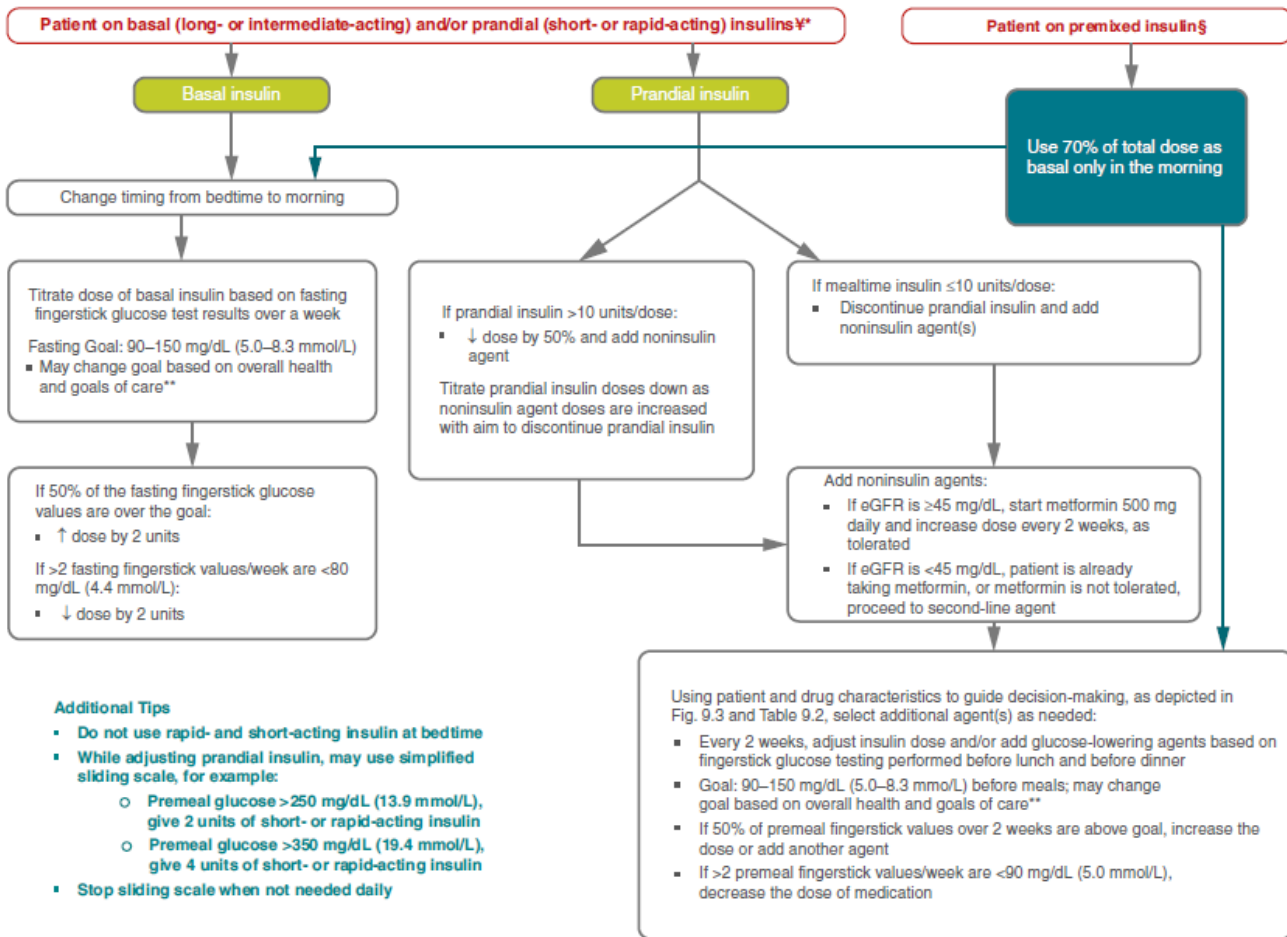 Patient on basal (long- or intermediate-acting) and/or prandial (short- or rapid-acting) insulins¥*
Patient on premixed insulin§
Basal insulin
Prandial insulin
Use 70% of total dose as
basal only in the morning
Change timing from bedtime to morning
Titrate dose of basal insulin based on fasting
fingerstick glucose test results over a week
Fasting Goal: 90–150 mg/dL (5.0–8.3 mmol/L)
▪ May change goal based on overall health
and goals of care**
If 50% of the fasting fingerstick glucose
values are over the goal:
▪ ↑ dose by 2 units
If >2 fasting fingerstick values/week are <80
mg/dL (4.4 mmol/L):
▪ ↓ dose by 2 units
If prandial insulin >10 units/dose:
▪ ↓ dose by 50% and add noninsulin
agent
Titrate prandial insulin doses down as
noninsulin agent doses are increased
with aim to discontinue prandial insulin
If mealtime insulin ≤10 units/dose:
▪ Discontinue prandial insulin and add
noninsulin agent(s)
Add noninsulin agents:
▪ If eGFR is ≥45 mg/dL, start metformin 500 mg
daily and increase dose every 2 weeks, as
tolerated
▪ If eGFR is <45 mg/dL, patient is already
taking metformin, or metformin is not tolerated,
proceed to second-line agent
Using patient and drug characteristics to guide decision-making, as depicted in
Fig. 9.3 and Table 9.2, select additional agent(s) as needed:
▪ Every 2 weeks, adjust insulin dose and/or add glucose-lowering agents based on
fingerstick glucose testing performed before lunch and before dinner
▪ Goal: 90–150 mg/dL (5.0–8.3 mmo/L) before meals; may change
goal based on overall health and goals of care**
▪ If 50% of premeal fingerstick values over 2 weeks are above goal, increase the
dose or add another agent
▪ If >2 premeal fingerstick values/week are <90 mg/dL (5.0 mmol/L),
decrease the dose of medication
Additional Tips
▪ Do not use rapid- and short-acting insulin at bedtime
▪ While adjusting prandial insulin, may use simplified
sliding scale, for example:
o Premeal glucose >250 mg/dL (13.9 mmol/L),
give 2 units of short- or rapid-acting insulin
o Premeal glucose >350 mg/dL (19.4 mmol/L),
give 4 units of short- or rapid-acting insulin
▪ Stop sliding scale when not needed daily